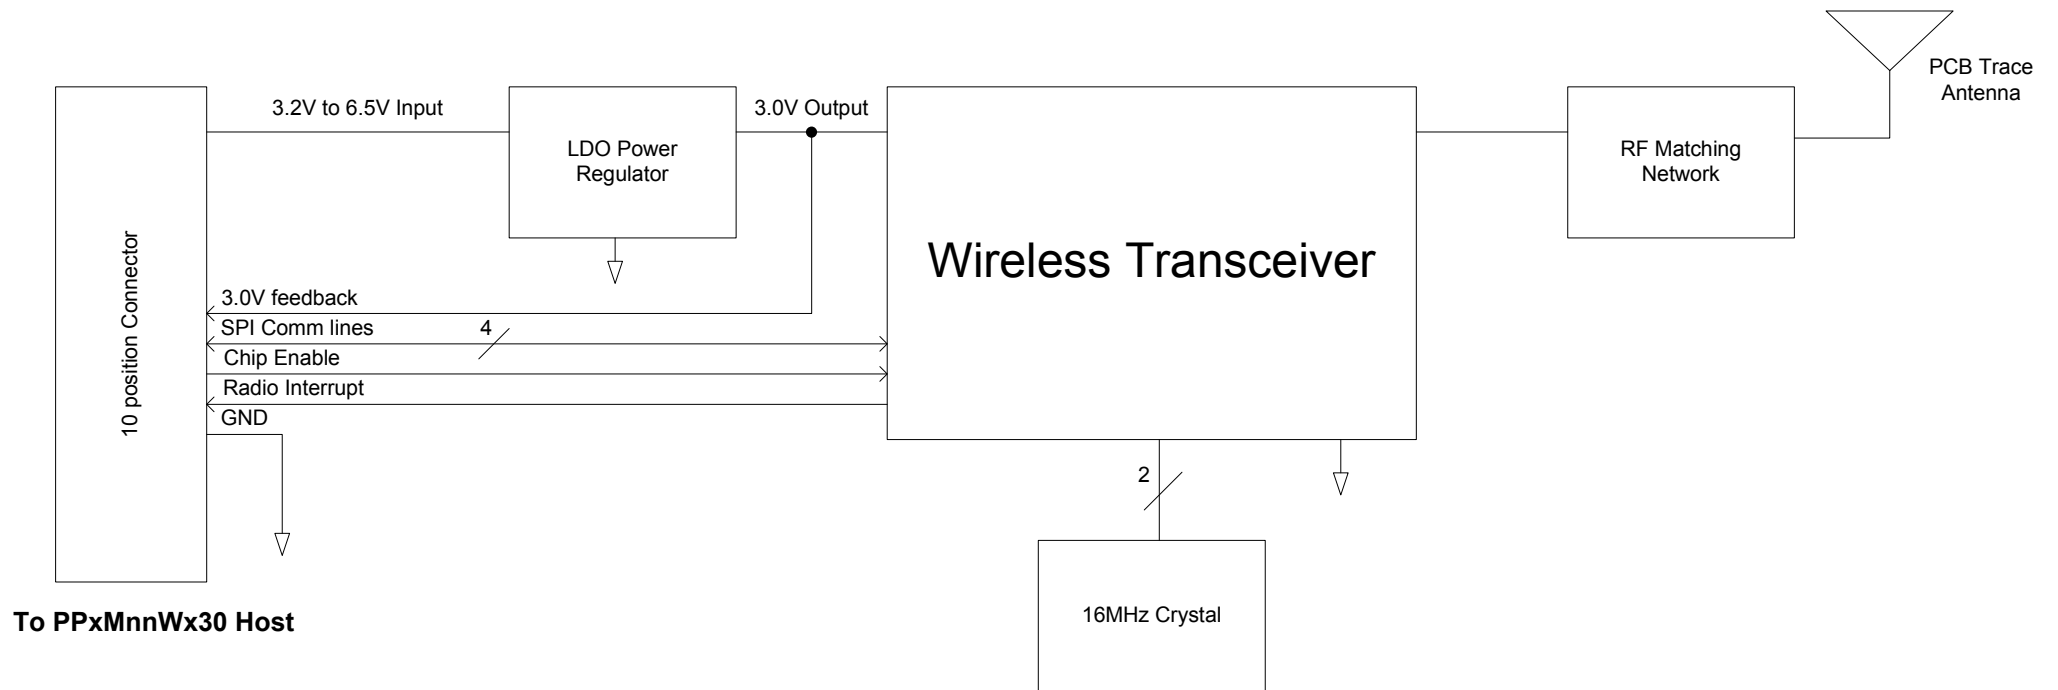 PCB Trace
Antenna
3.2V to 6.5V Input
3.0V Output
LDO Power
Regulator
RF Matching
Network
Wireless Transceiver
10 position Connector
3.0V feedback
SPI Comm lines
4
Chip Enable
Radio Interrupt
GND
2
16MHz Crystal
To PPxMnnWx30 Host